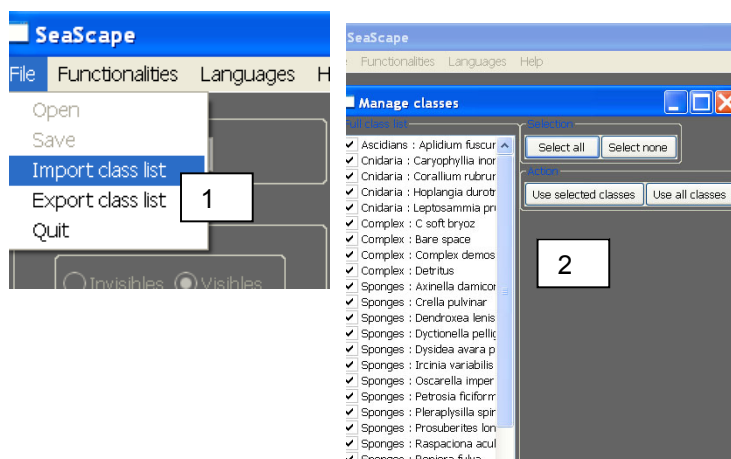 SeaScape
File Functionalities Languages H
Open
Save
Import class list
Export class list
Quit
1
Invisibles Visibles
SeaScape
Functionalities Languages Help
Manage classes
Full class list
Ascidians : Aplidium fuscur
Cnidaria : Caryophyllia inor
Cnidaria : Corallium rubrur
Cnidaria : Hoplangia durotr
Cnidaria : Leptosammia pru
Complex : C soft bryoz
Complex : Bare space
Complex : Complex demos
Complex : Detritus
Sponges : Axinella damicor
Sponges : Crella pulvinar
Sponges : Dendroxea lenis
Sponges : Dyctionella pellig
Sponges : Dysidea avara p
Sponges : Ircinia variabilis
Sponges : Oscarella imper
Sponges : Petrosia ficiform
Sponges : Pleraplysilla spir
Sponges : Prosuberites lon
Sponges : Raspaciona acul
Sponges : Reniera fulva
Selection
Select all Select none
Action
Use selected classes Use all classes
2